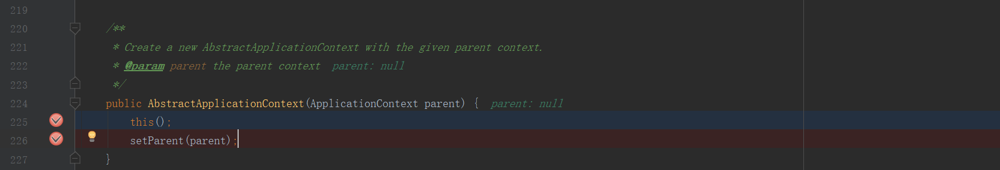 219
220 /**
221 * Create a new AbstractApplicationContext with the given parent context.
222 * @param parent the parent context parent: null
223 */
224 public AbstractApplicationContext(ApplicationContext parent) { parent: null
225 this();
226 setParent(parent);
227 }